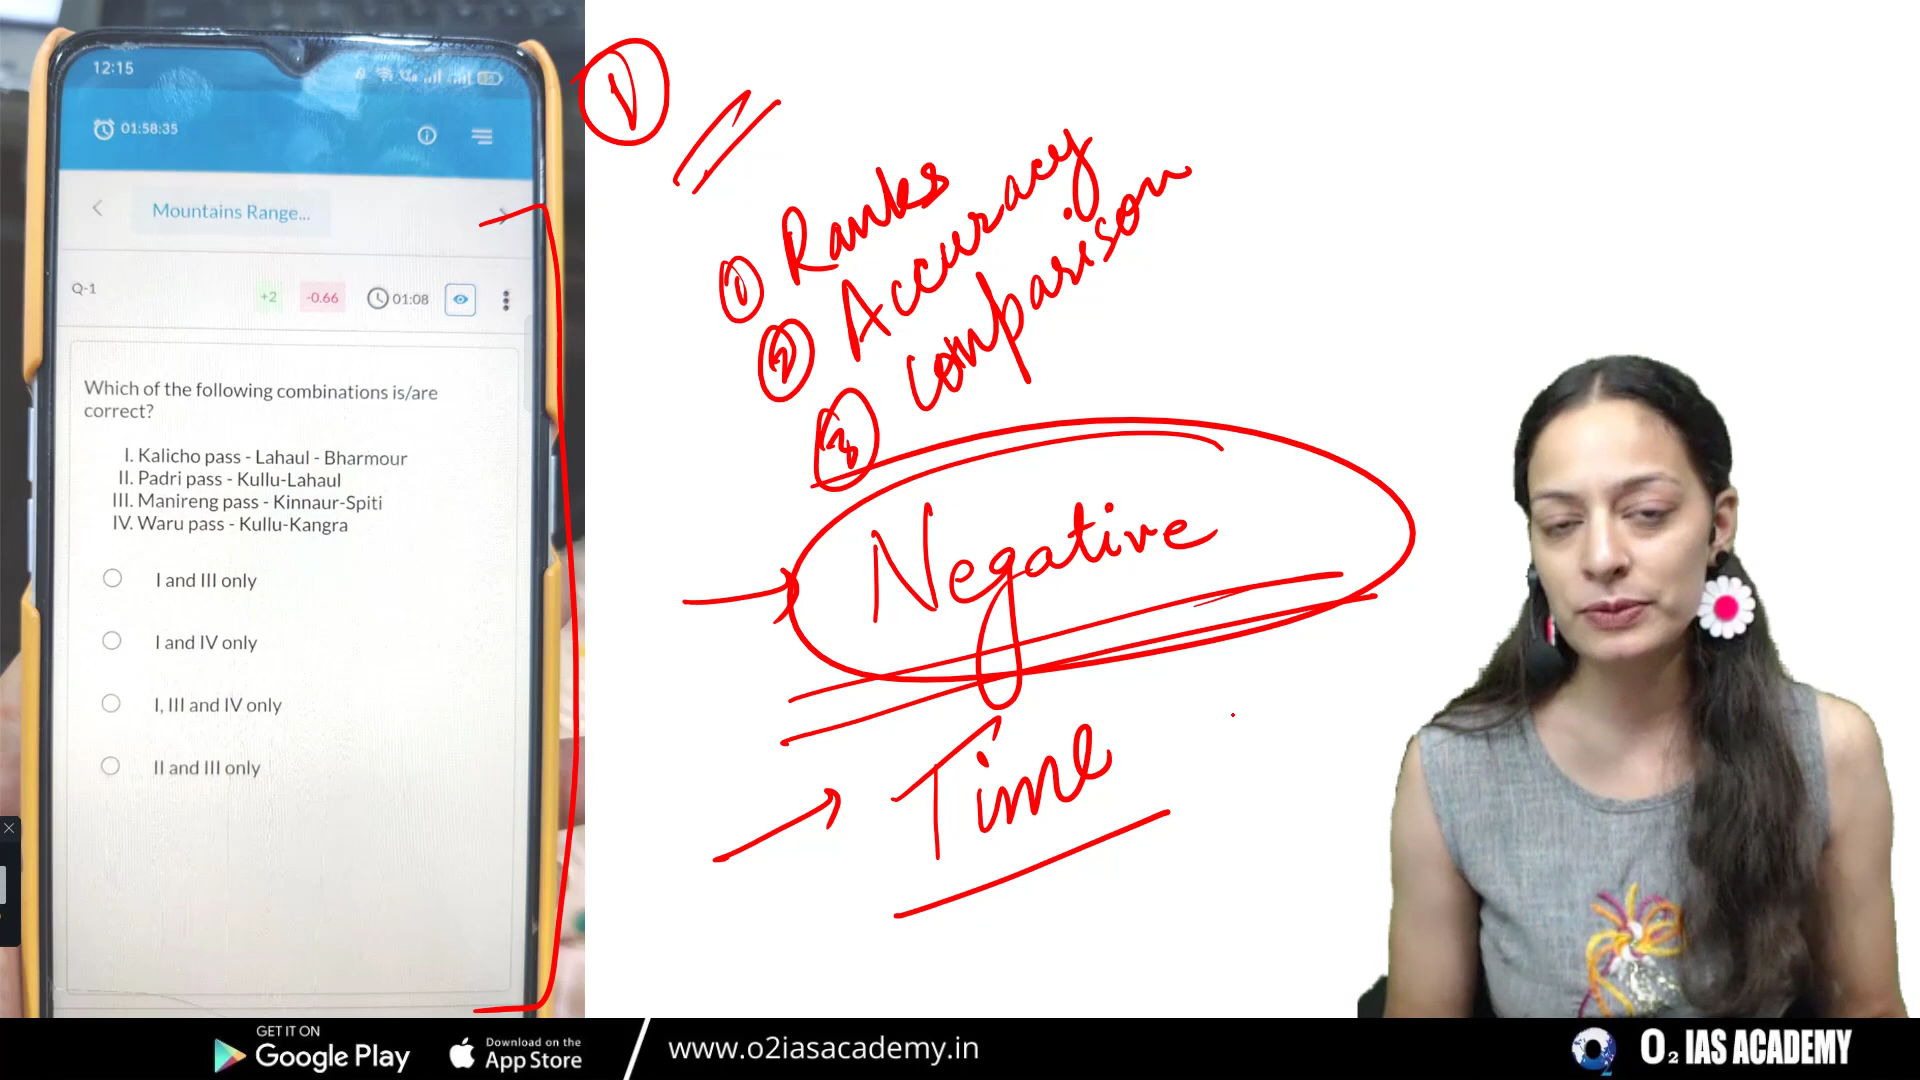 12:15
01:58:35
Mountains Range...
Q-1
+2
-0.66
01:08
Which of the following combinations is/are
correct?
I. Kalicho pass - Lahaul - Bharmour
II. Padri pass - Kullu-Lahaul
III. Manireng pass - Kinnaur-Spiti
IV. Waru pass - Kullu-Kangra
I and III only
I and IV only
I, III and IV only
II and III only
1
1 Ranks
2 Accuracy
3 Comparison
Negative
Time
GET IT ON
Google Play
Download on the
App Store
www.o2iasacademy.in
O2 IAS ACADEMY